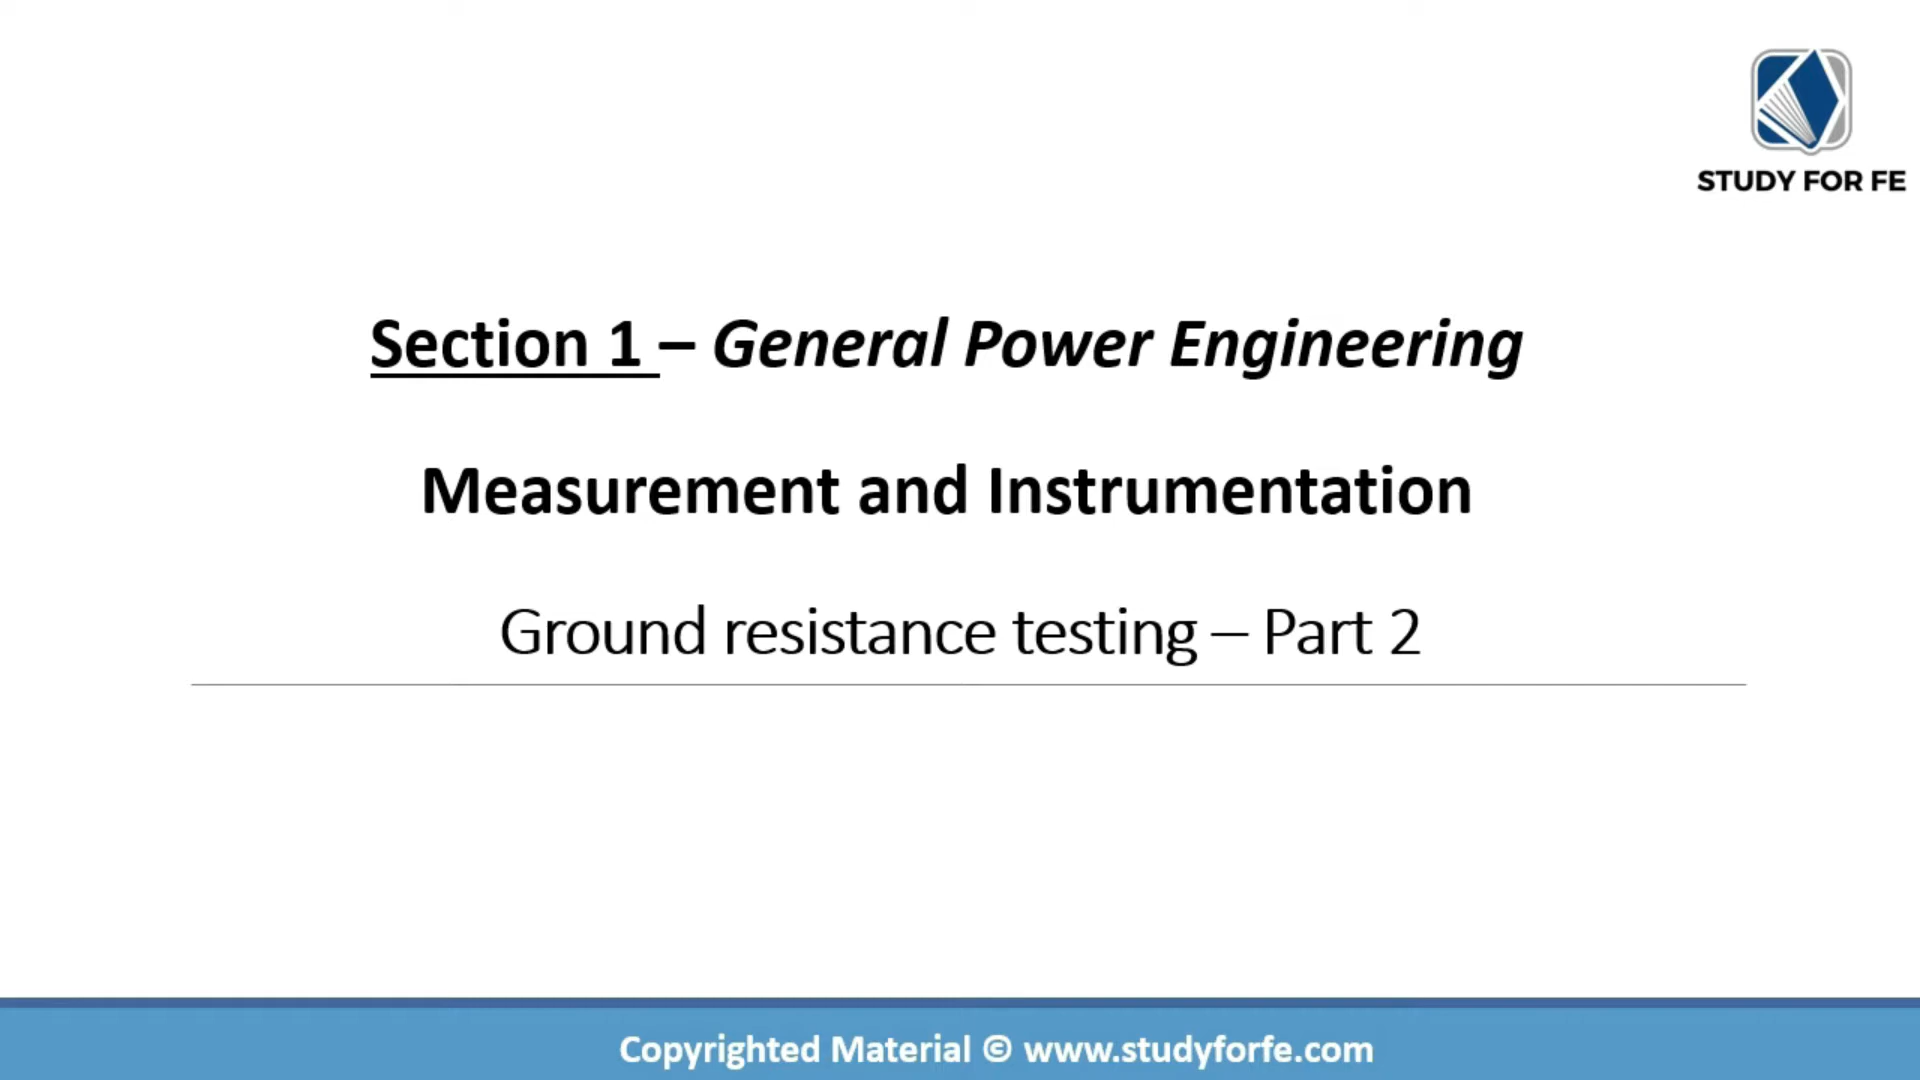 STUDY FOR FE
Section 1 – General Power Engineering
Measurement and Instrumentation
Ground resistance testing – Part 2
Copyrighted Material © www.studyforfe.com